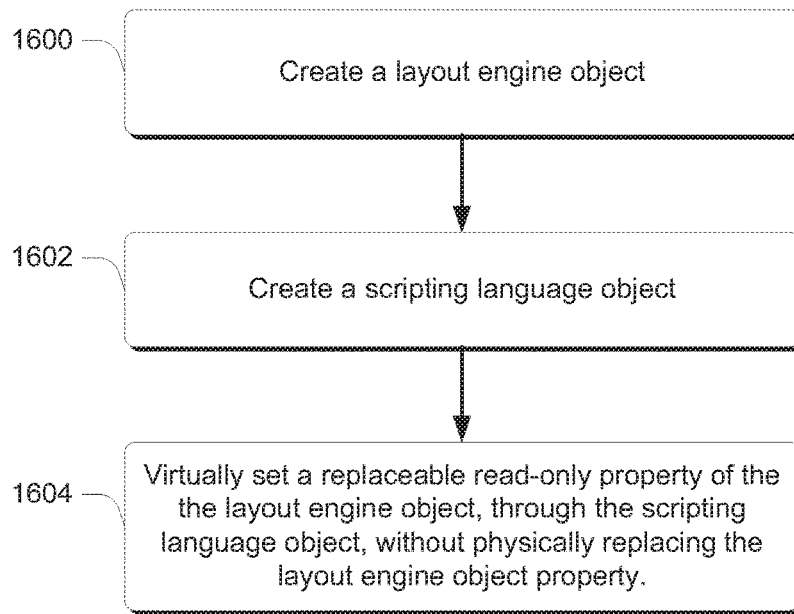 1600
Create a layout engine object
1602
Create a scripting language object
1604
Virtually set a replaceable read-only property of the
the layout engine object, through the scripting
language object, without physically replacing the
layout engine object property.